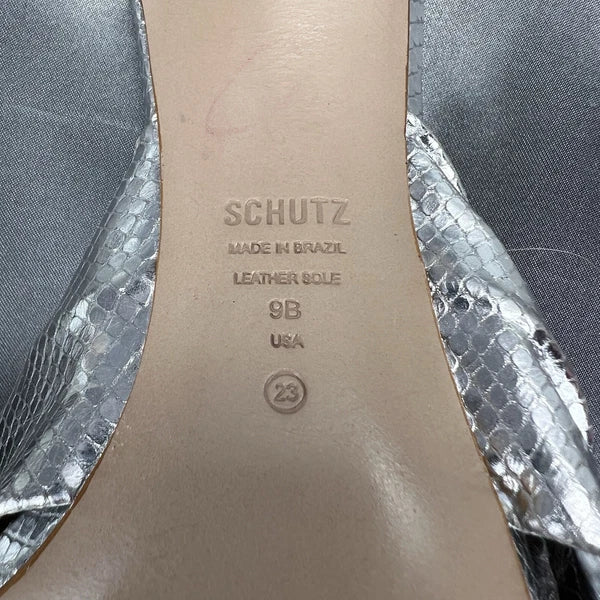 SCHUTZ
MADE IN BRAZIL
LEATHER SOLE
9B
USA
23